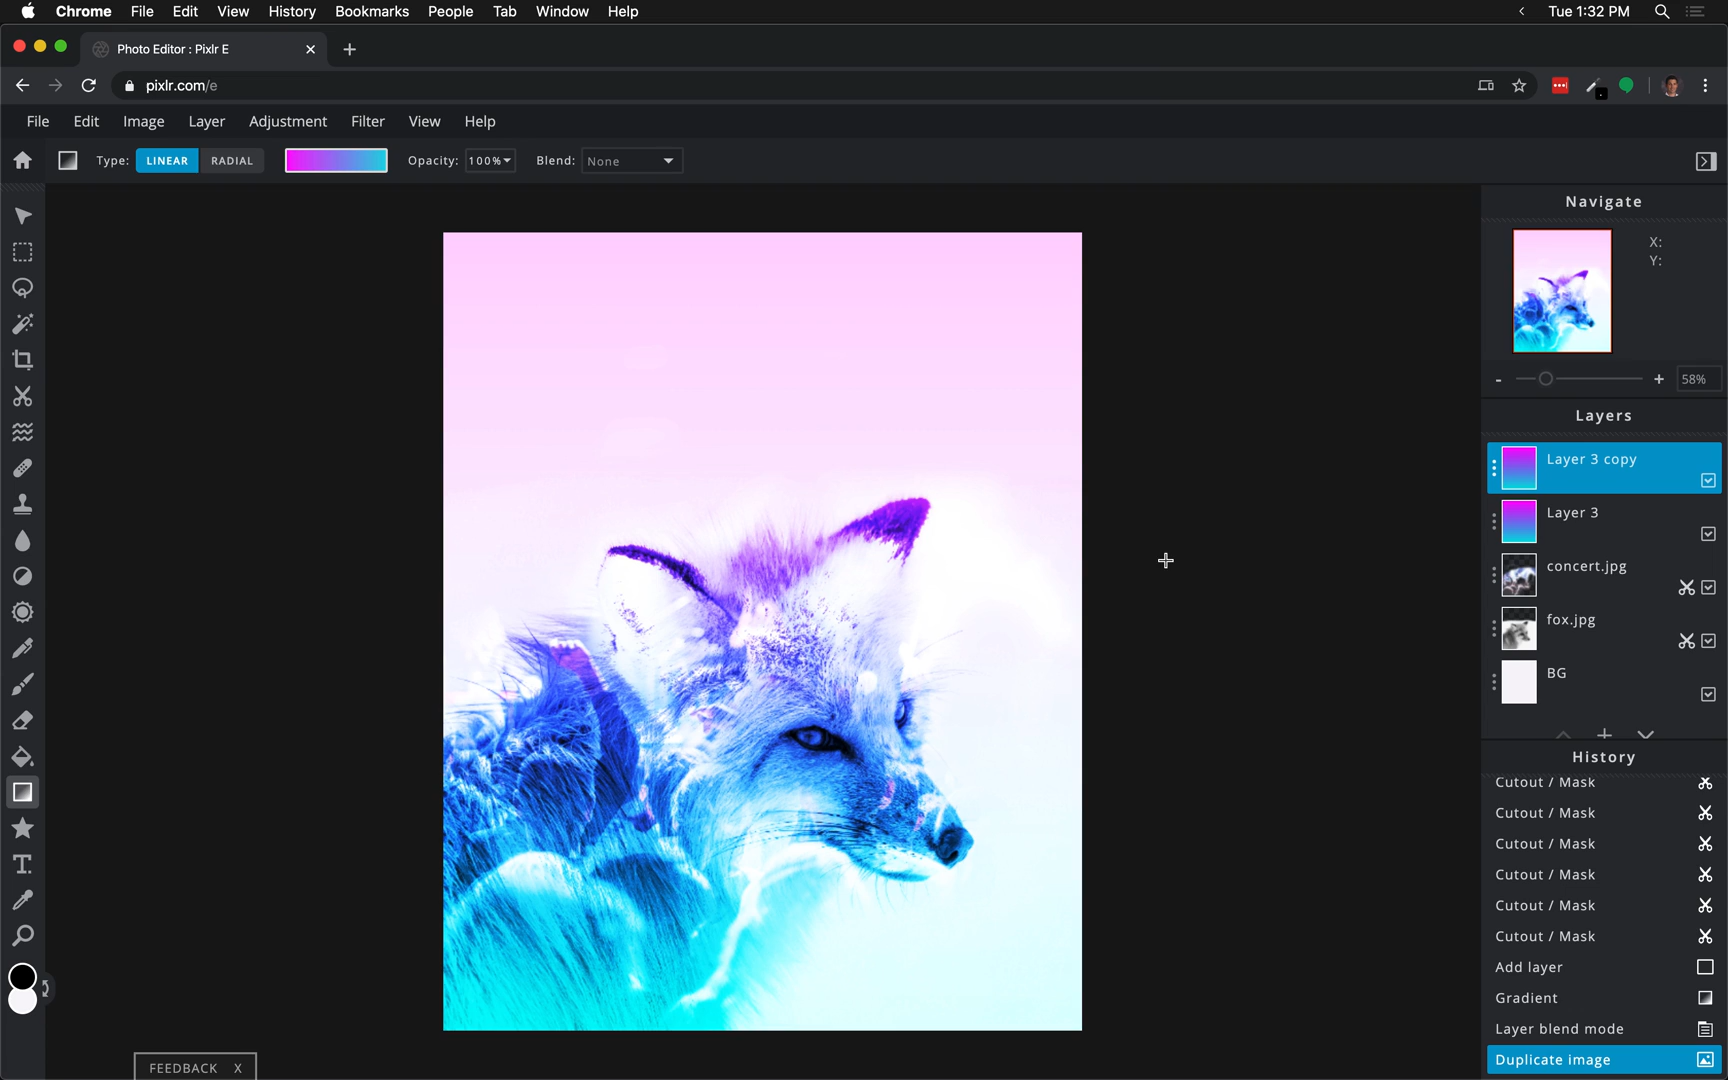 Chrome File Edit View History Bookmarks People Tab Window Help Tue 1:32 PM
Photo Editor : Pixlr E
pixlr.com/e
File Edit Image Layer Adjustment Filter View Help
Type: LINEAR RADIAL Opacity: 100% Blend: None
Navigate
X:
Y:
- + 58%
Layers
Layer 3 copy
Layer 3
concert.jpg
fox.jpg
BG
History
Cutout / Mask
Cutout / Mask
Cutout / Mask
Cutout / Mask
Cutout / Mask
Cutout / Mask
Add layer
Gradient
Layer blend mode
Duplicate image
FEEDBACK X